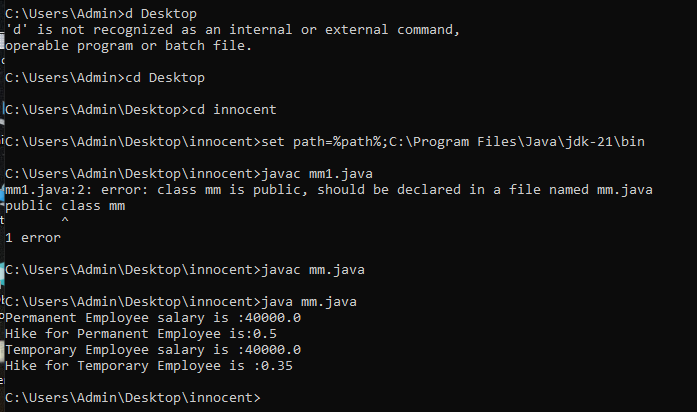 C:\Users\Admin>d Desktop
'd' is not recognized as an internal or external command,
operable program or batch file.
C:\Users\Admin>cd Desktop
C:\Users\Admin\Desktop>cd innocent
C:\Users\Admin\Desktop\innocent>set path=%path%;C:\Program Files\Java\jdk-21\bin
C:\Users\Admin\Desktop\innocent>javac mm1.java
mm1.java:2: error: class mm is public, should be declared in a file named mm.java
public class mm
^
1 error
C:\Users\Admin\Desktop\innocent>javac mm.java
C:\Users\Admin\Desktop\innocent>java mm.java
Permanent Employee salary is :40000.0
Hike for Permanent Employee is:0.5
Temporary Employee salary is :40000.0
Hike for Temporary Employee is :0.35
C:\Users\Admin\Desktop\innocent>